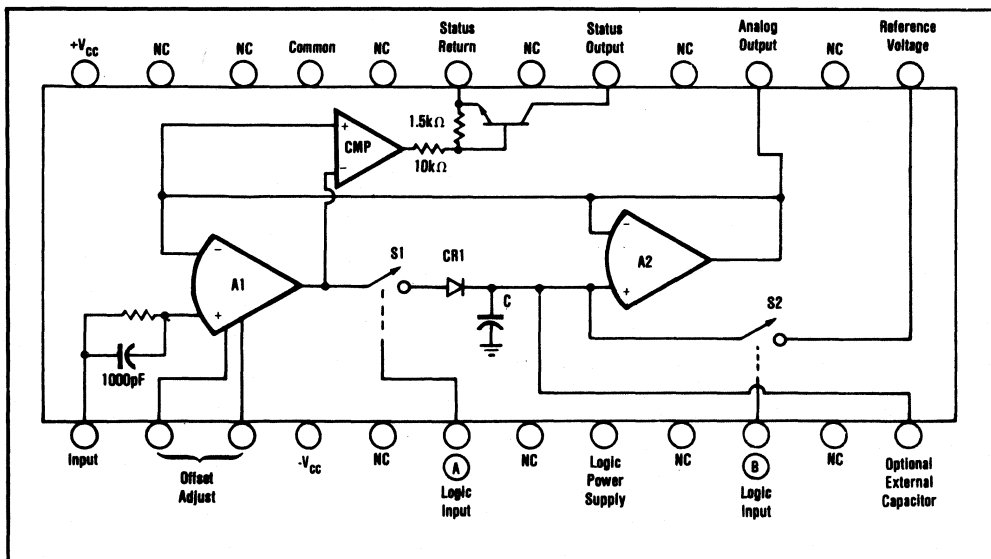 +VCC
NC
NC
Common
NC
Status
Return
NC
Status
Output
NC
Analog
Output
NC
Reference
Voltage
1.5kΩ
+
CMP
−
10kΩ
−
A1
+
S1
CR1
C
−
A2
+
S2
1000pF
Input
Offset
Adjust
-VCC
NC
A
Logic
Input
NC
Logic
Power
Supply
NC
B
Logic
Input
NC
Optional
External
Capacitor